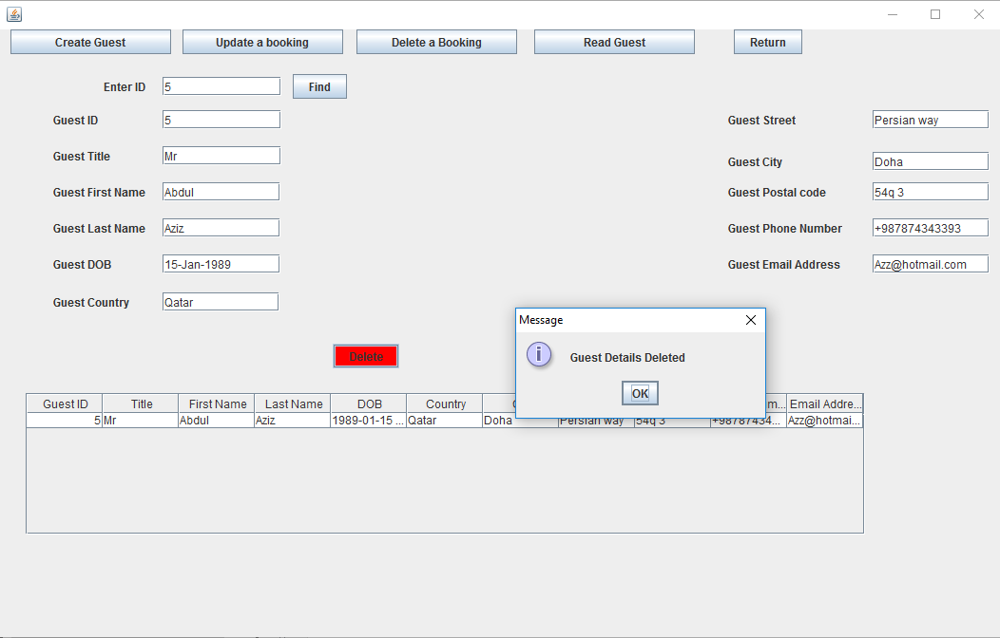 Create Guest Update a booking Delete a Booking Read Guest Return
Enter ID 5 Find
Guest ID 5 Guest Street Persian way
Guest Title Mr Guest City Doha
Guest First Name Abdul Guest Postal code 54q 3
Guest Last Name Aziz Guest Phone Number +987874343393
Guest DOB 15-Jan-1989 Guest Email Address Azz@hotmail.com
Guest Country Qatar
Message
Guest Details Deleted
Delete
OK
Guest ID Title First Name Last Name DOB Country m... Email Addre...
5 Mr Abdul Aziz 1989-01-15 ... Qatar Doha Persian way 54q 3 +98787434... Azz@hotmai...